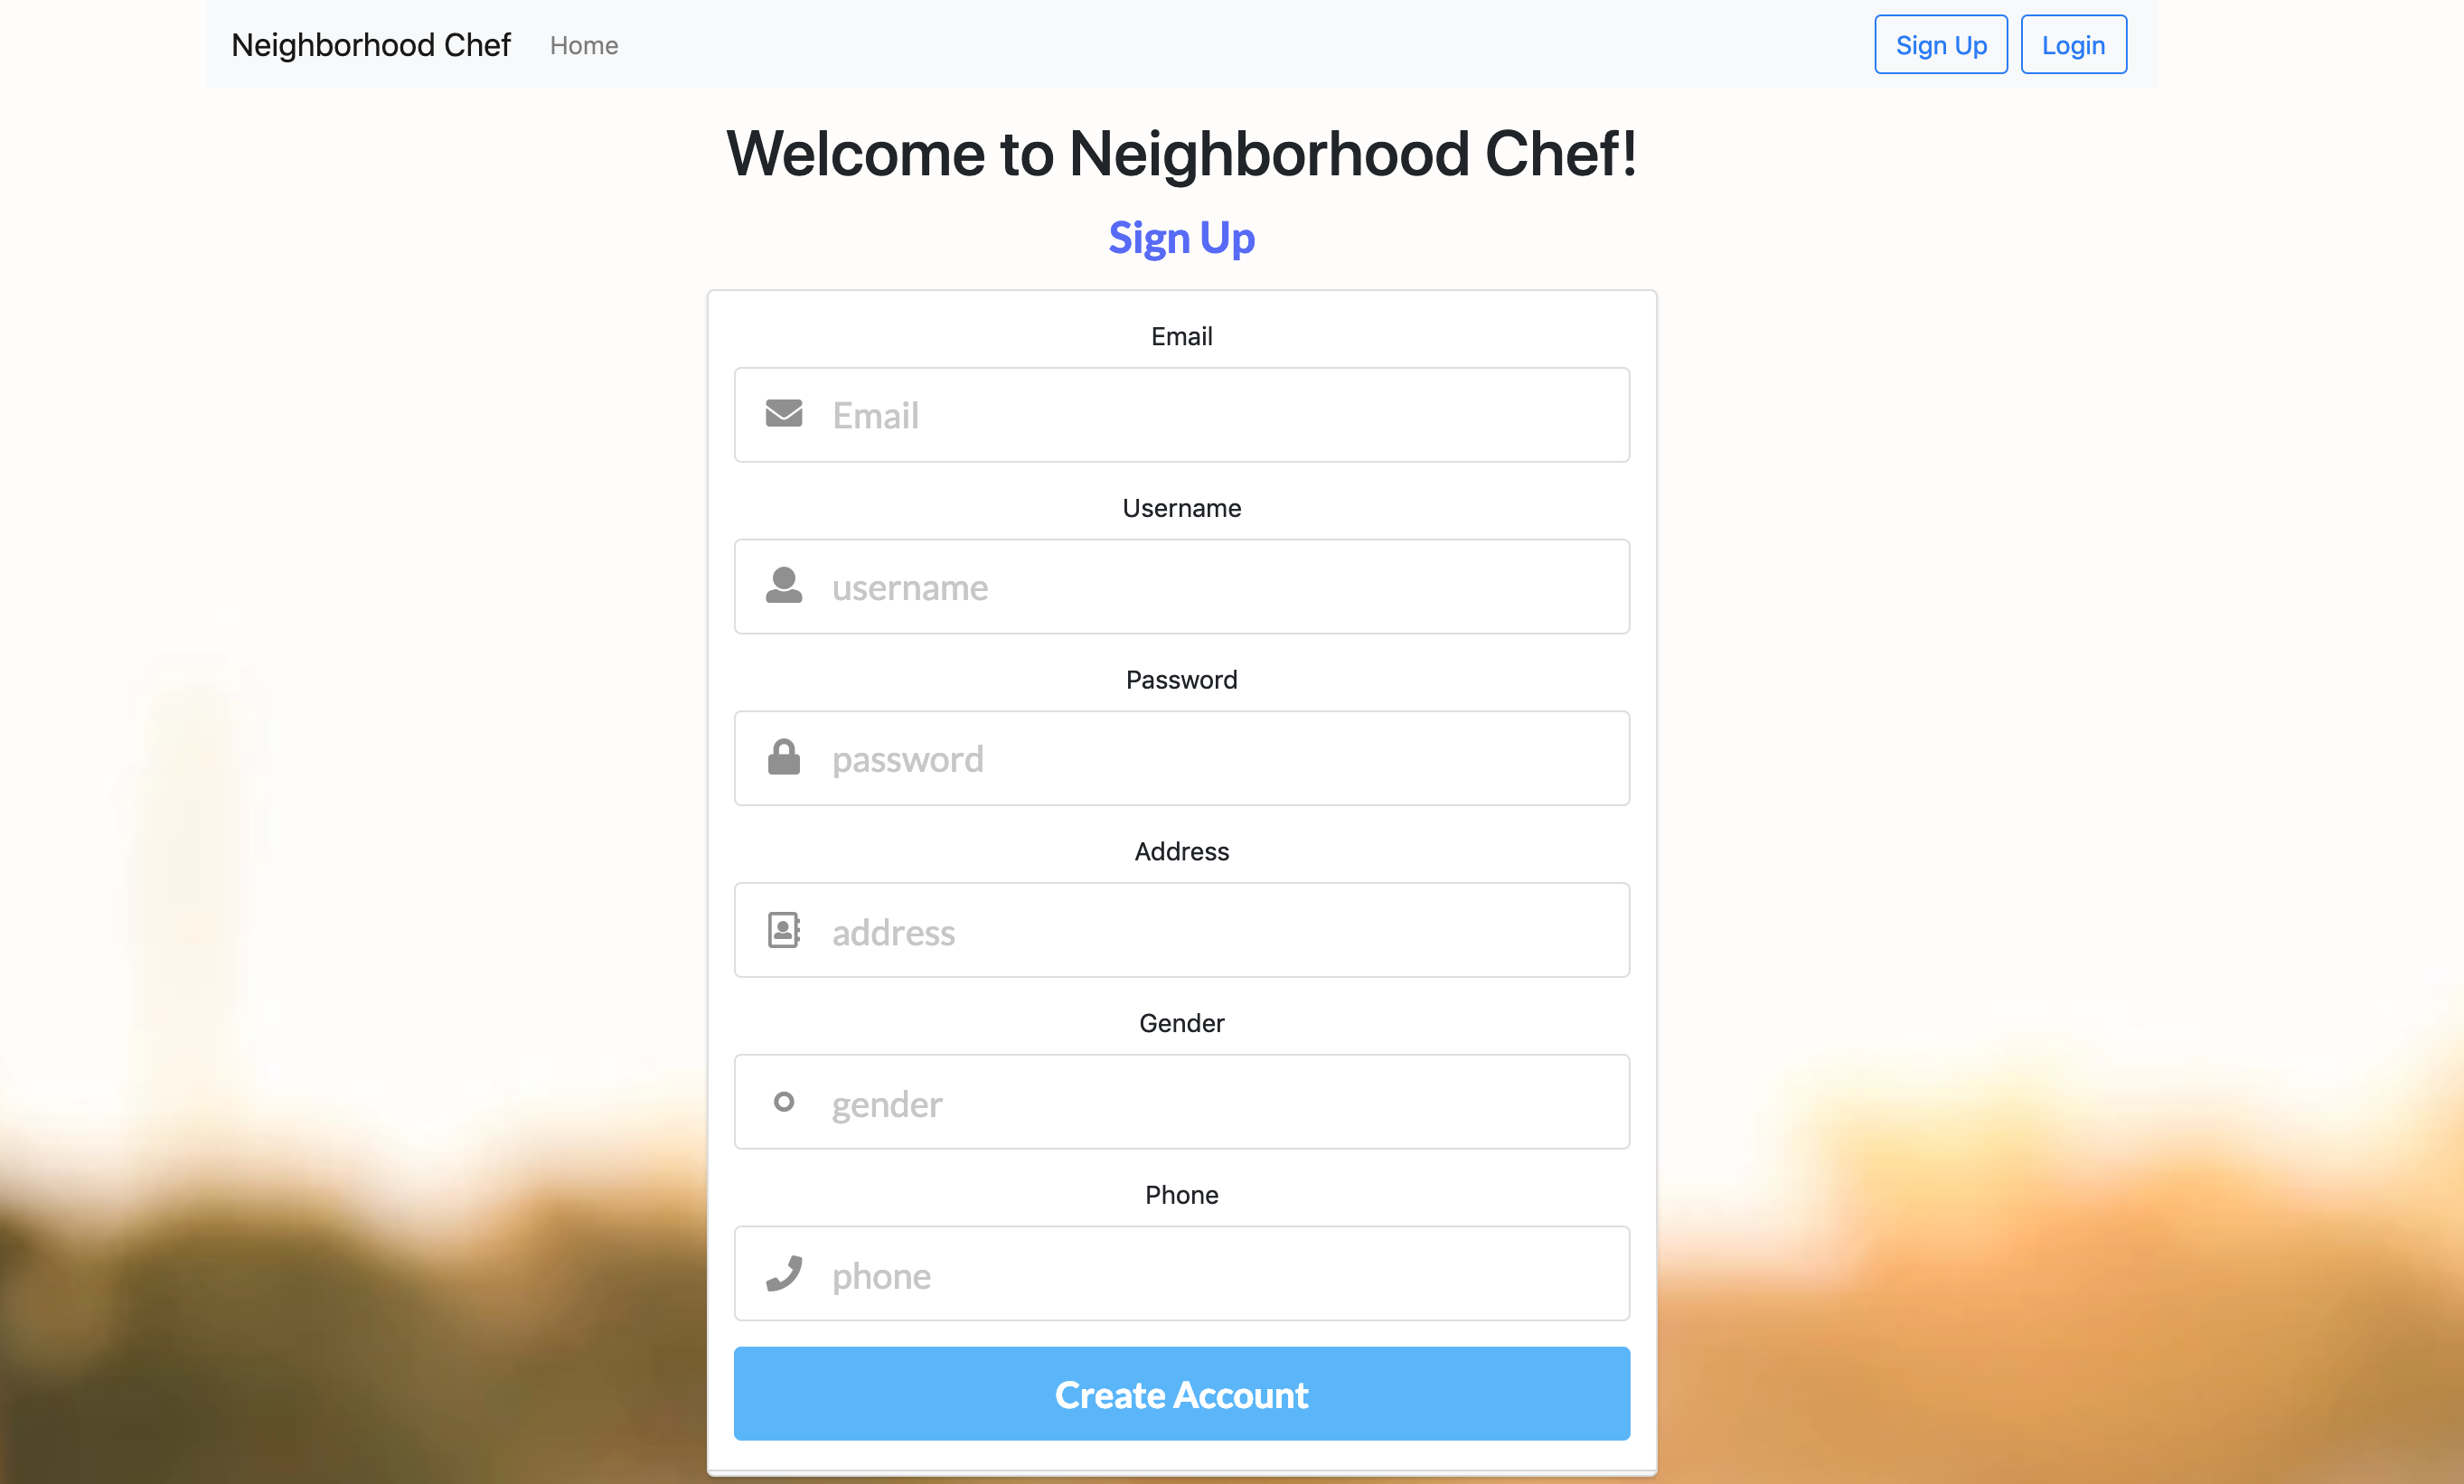 Neighborhood Chef Home Sign Up Login
Welcome to Neighborhood Chef!
Sign Up
Email
Email
Username
username
Password
password
Address
address
Gender
gender
Phone
phone
Create Account